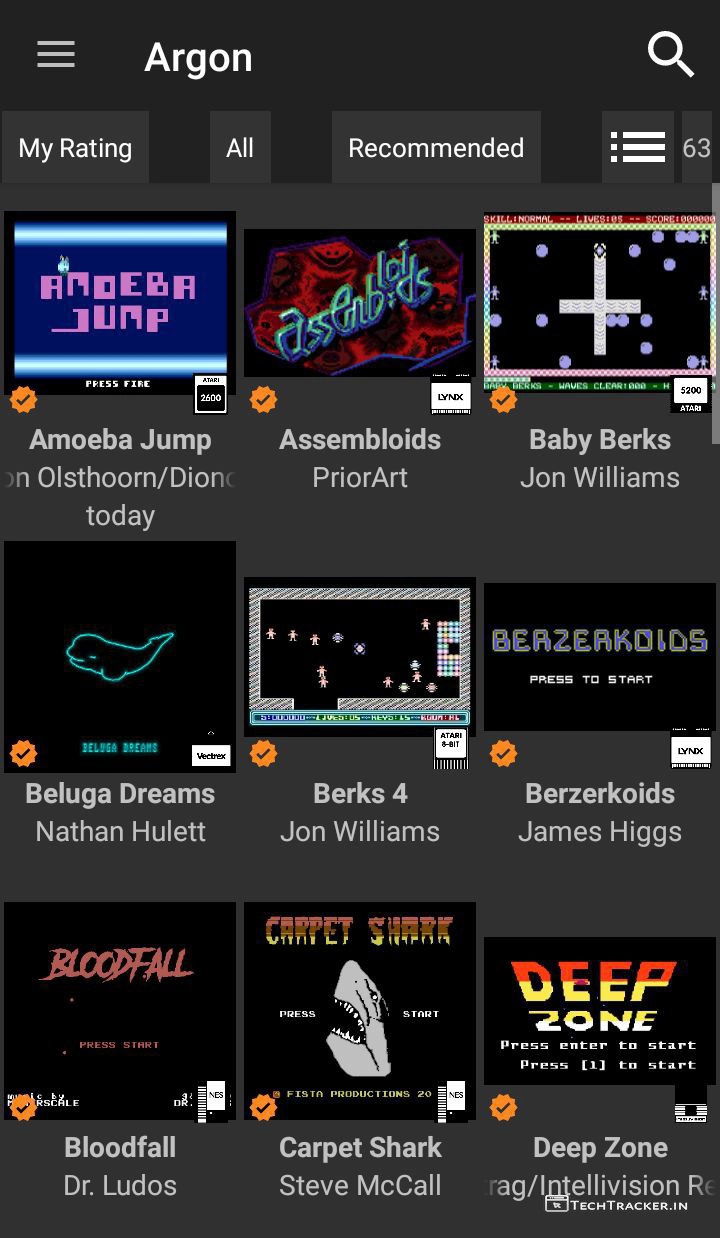 Argon
My Rating
All
Recommended
63
SKILL:NORMAL -- LIVES:05 -- SCORE:000000
AMOEBA
JUMP
PRESS FIRE
ATARI
2600
Assembloids
LYNX
BABY BERKS - WAVES CLEAR:000 - H
5200
ATARI
Amoeba Jump
on Olsthoorn/Dion
today
Assembloids
PriorArt
Baby Berks
Jon Williams
BELUGA DREAMS
Vectrex
S:000000 LIVES:05 KEYS:15 ROOM:A1
ATARI
8-BIT
BERZERKOIDS
PRESS TO START
LYNX
Beluga Dreams
Nathan Hulett
Berks 4
Jon Williams
Berzerkoids
James Higgs
BLOODFALL
PRESS START
music by
DR.
NES
CARPET SHARK
PRESS START
@ FISTA PRODUCTIONS 20
NES
DEEP
ZONE
Press enter to start
Press [1] to start
Bloodfall
Dr. Ludos
Carpet Shark
Steve McCall
Deep Zone
rag/Intellivision Re
TECHTRACKER.IN